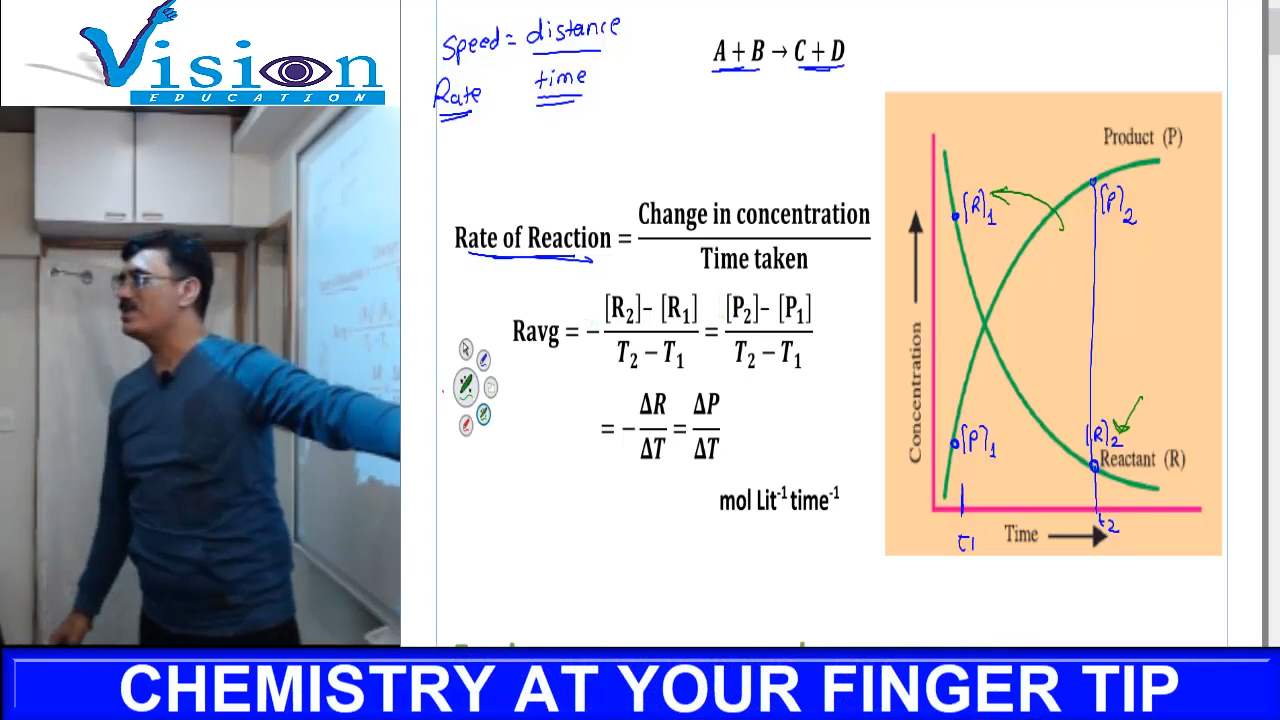 Vision
EDUCATION
Speed = distance
time
Rate
A + B → C + D
Rate of Reaction = Change in concentration
Time taken
Ravg = − [R₂]− [R₁] / T₂ − T₁ = [P₂]− [P₁] / T₂ − T₁
= − ΔR / ΔT = ΔP / ΔT
mol Lit⁻¹ time⁻¹
Product (P)
[R]₁
[P]₂
Concentration
[P]₁
[R]₂
Reactant (R)
t₁
Time
t₂
CHEMISTRY AT YOUR FINGER TIP